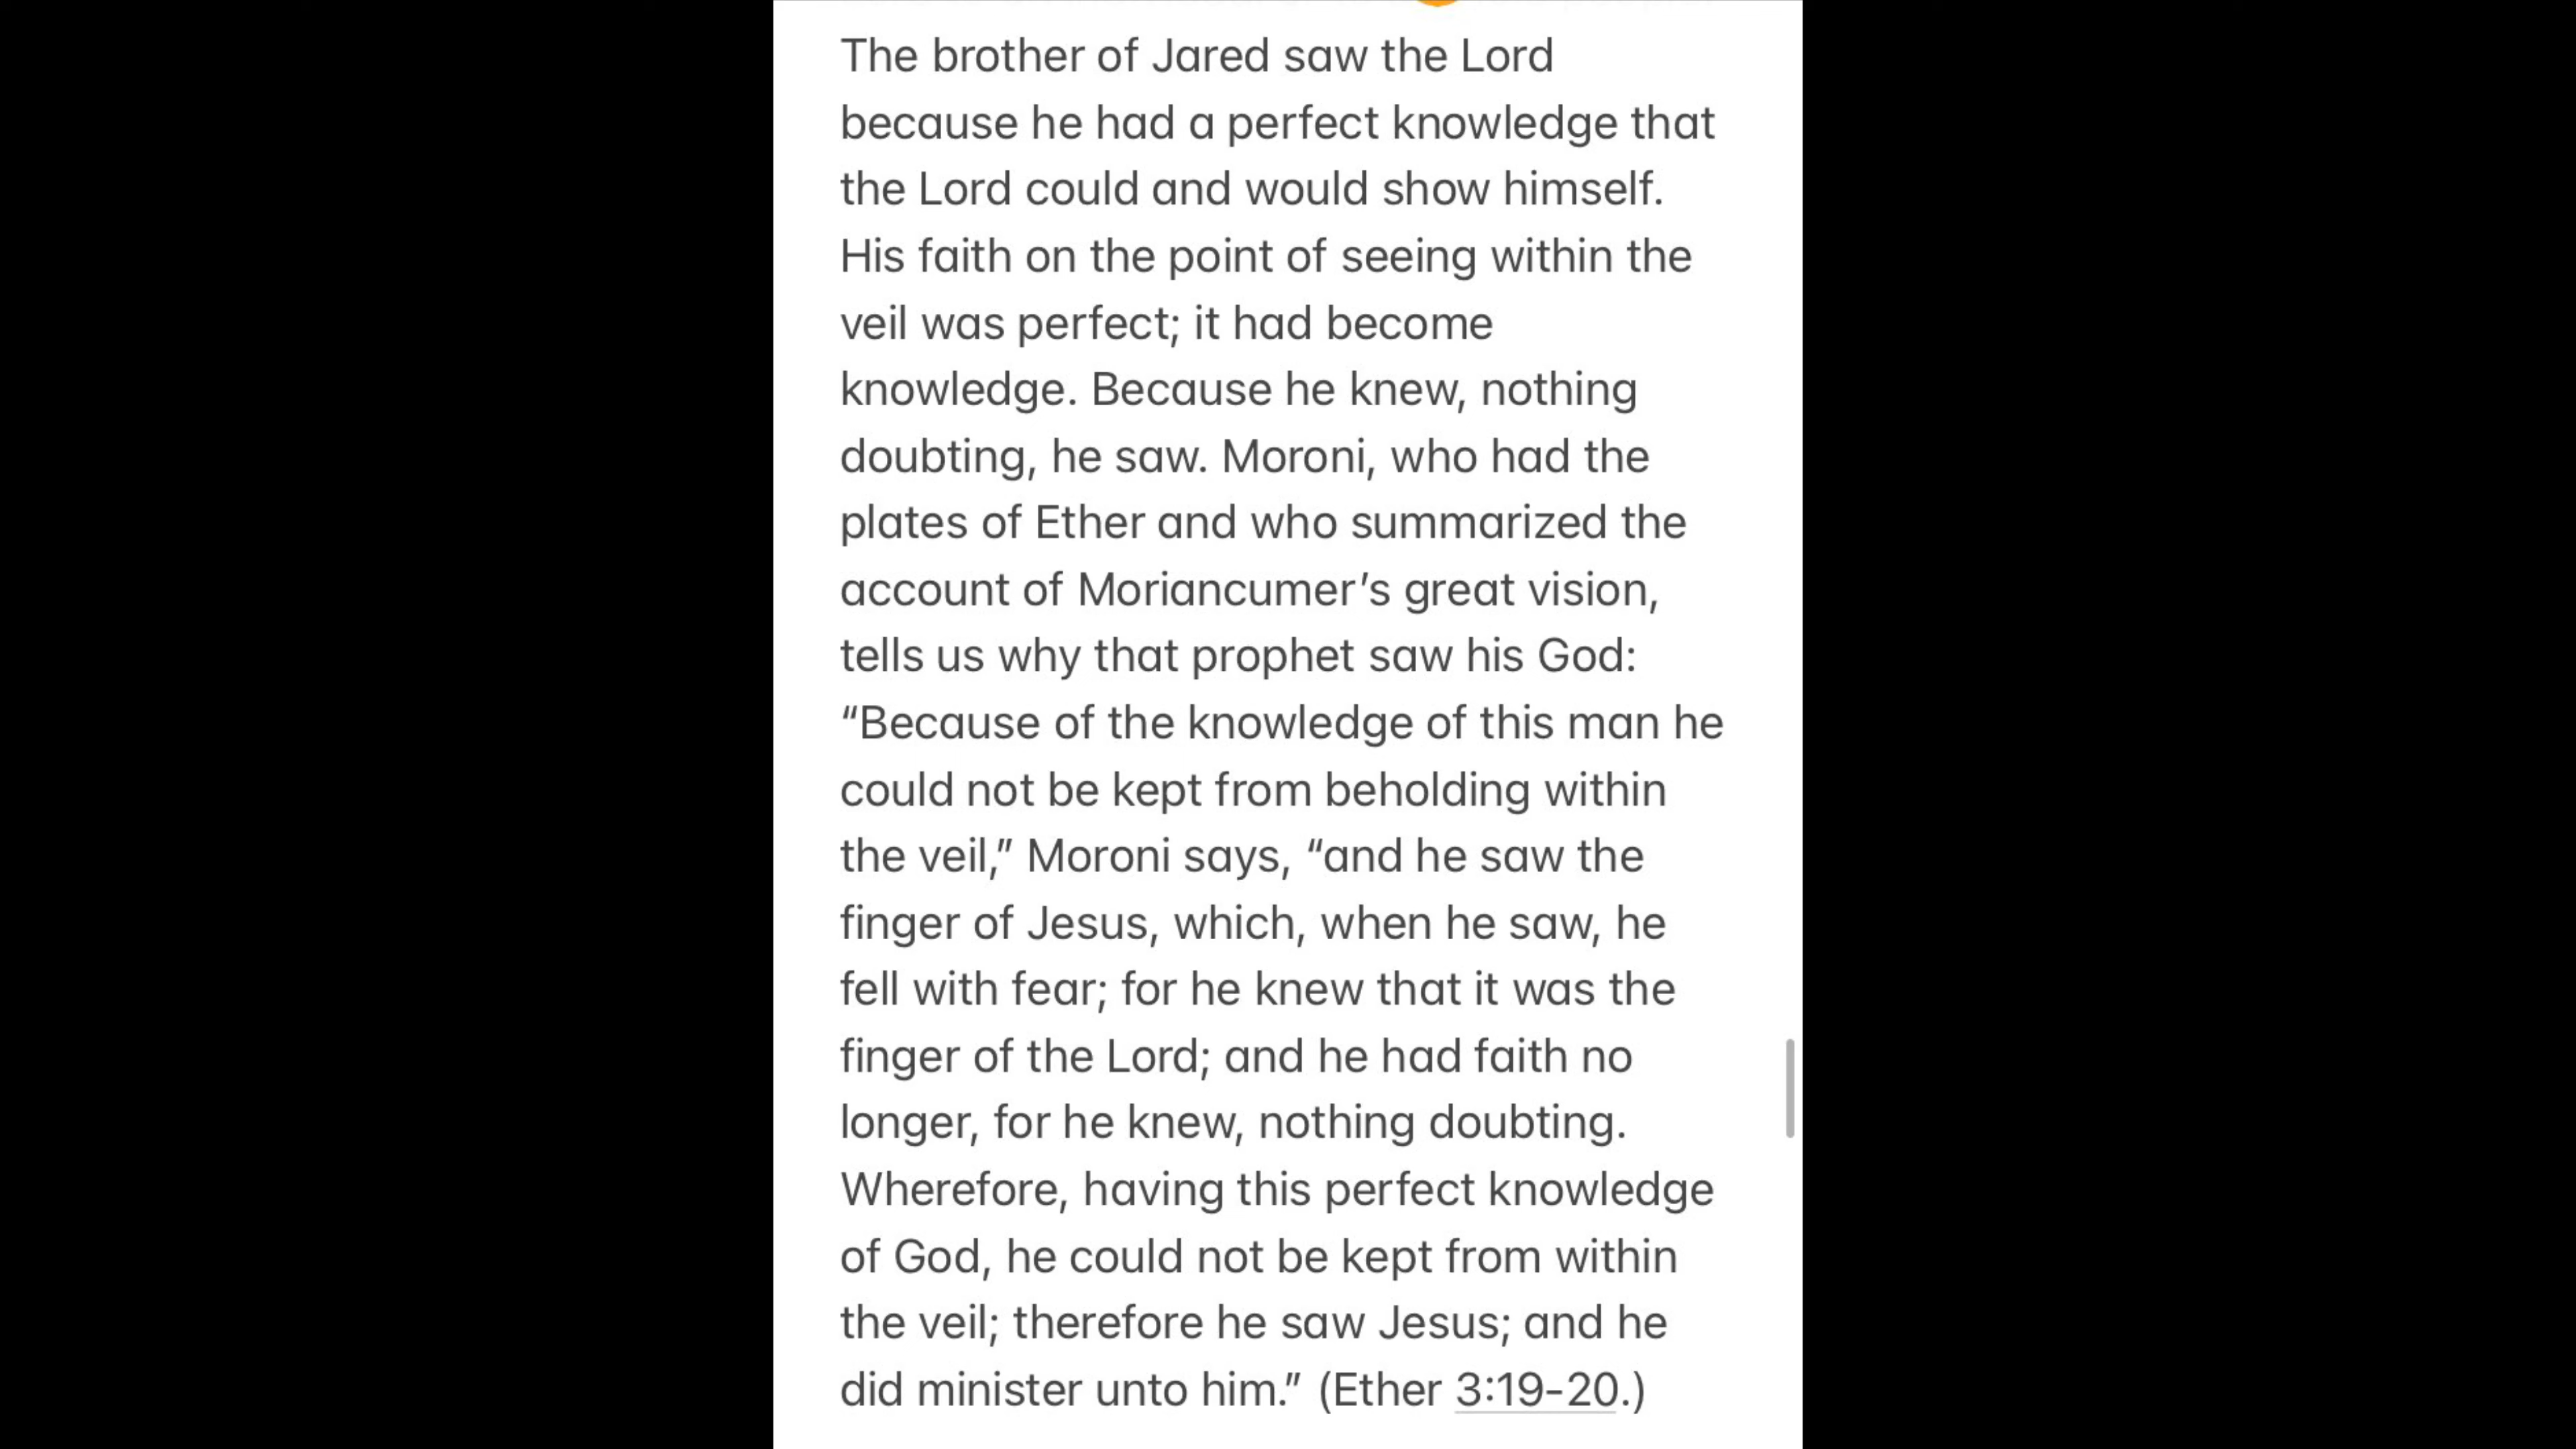 The brother of Jared saw the Lord
because he had a perfect knowledge that
the Lord could and would show himself.
His faith on the point of seeing within the
veil was perfect; it had become
knowledge. Because he knew, nothing
doubting, he saw. Moroni, who had the
plates of Ether and who summarized the
account of Moriancumer’s great vision,
tells us why that prophet saw his God:
“Because of the knowledge of this man he
could not be kept from beholding within
the veil,” Moroni says, “and he saw the
finger of Jesus, which, when he saw, he
fell with fear; for he knew that it was the
finger of the Lord; and he had faith no
longer, for he knew, nothing doubting.
Wherefore, having this perfect knowledge
of God, he could not be kept from within
the veil; therefore he saw Jesus; and he
did minister unto him.” (Ether 3:19-20.)